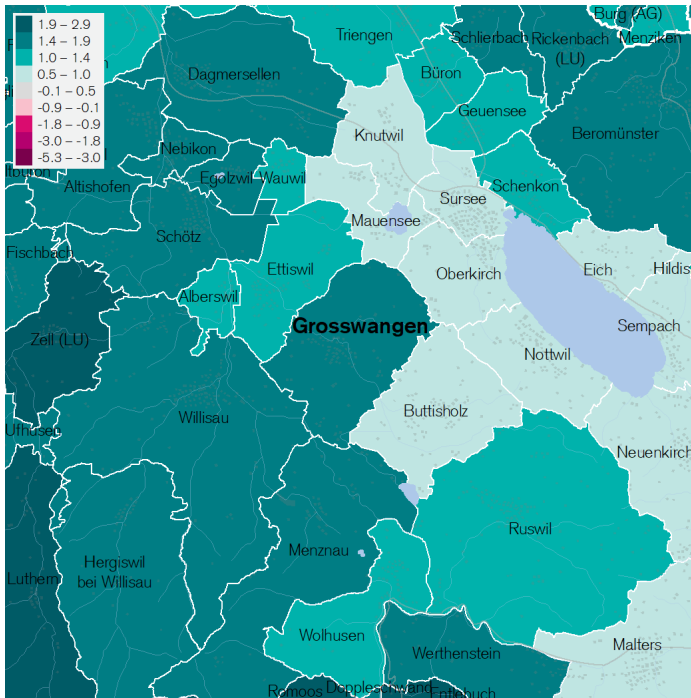 1.9 – 2.9
1.4 – 1.9
1.0 – 1.4
0.5 – 1.0
-0.1 – 0.5
-0.9 – -0.1
-1.8 – -0.9
-3.0 – -1.8
-5.3 – -3.0
Triengen
Schlierbach
Rickenbach
(LU)
Burg (AG)
Menziken
Dagmersellen
Büron
Geuensee
Knutwil
Beromünster
Nebikon
Altishofen
Egolzwil
Wauwil
Schenkon
Sursee
Mauensee
Schötz
Fischbach
Ettiswil
Oberkirch
Eich
Hildis
Alberswil
Zell (LU)
Grosswangen
Sempach
Nottwil
Willisau
Buttisholz
Ufhusen
Neuenkirch
Ruswil
Menznau
Hergiswil
bei Willisau
Luthern
Wolhusen
Werthenstein
Malters
Romoos
Doppleschwand
Entlebuch